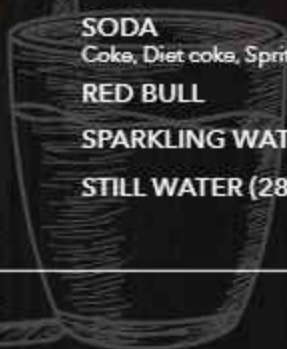 SODA
Coke, Diet coke, Sprit
RED BULL
SPARKLING WAT
STILL WATER (28